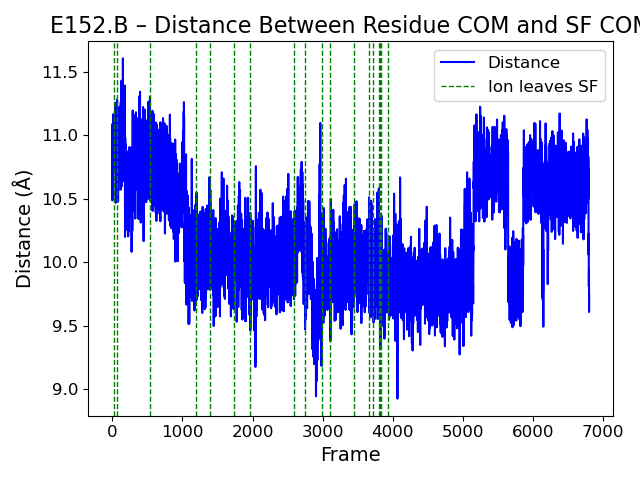 E152.B – Distance Between Residue COM and SF COM
Distance
Ion leaves SF
11.5
11.0
10.5
10.0
9.5
9.0
Distance (Å)
0 1000 2000 3000 4000 5000 6000 7000
Frame